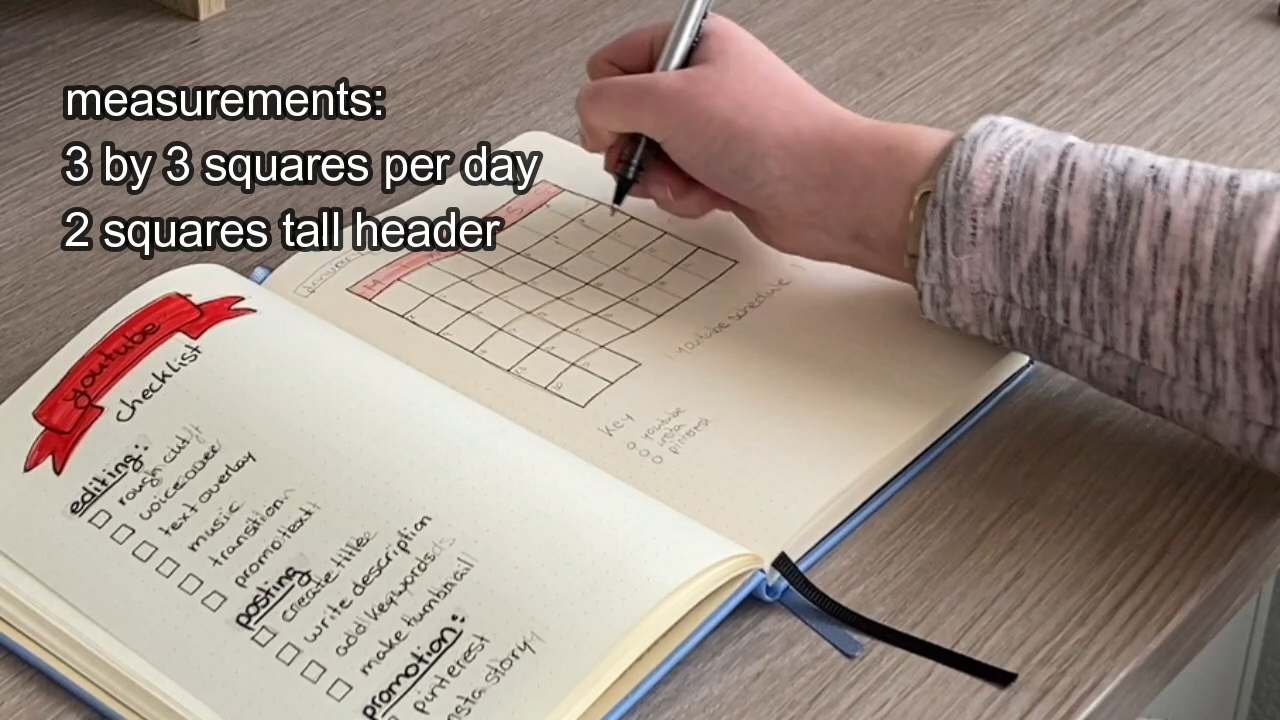 measurements:
3 by 3 squares per day
2 squares tall header
youtube
checklist
editing:
rough cut
voiceover
text overlay
music
transition
promo text
posting
create title
write description
add keywords
make tumbnail
promotion:
pinterest
insta story
January
M
S
youtube schedule
Key
youtube
insta
pinterest